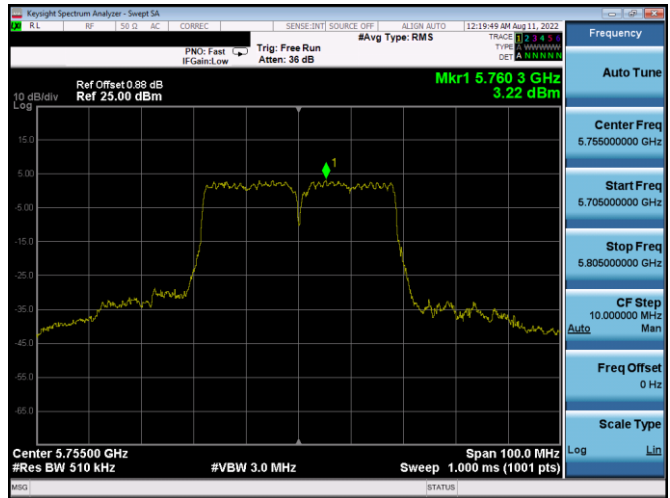 Keysight Spectrum Analyzer - Swept SA
RL RF 50 Ω AC CORREC SENSE:INT SOURCE OFF ALIGN AUTO 12:19:49 AM Aug 11, 2022
#Avg Type: RMS
TRACE 1 2 3 4 5 6
TYPE A WWWWW
DET A N N N N N
PNO: Fast
IFGain:Low
Trig: Free Run
Atten: 36 dB
Frequency
Auto Tune
Center Freq
5.755000000 GHz
Start Freq
5.705000000 GHz
Stop Freq
5.805000000 GHz
CF Step
10.000000 MHz
Auto Man
Freq Offset
0 Hz
Scale Type
Log Lin
Mkr1 5.760 3 GHz
3.22 dBm
Ref Offset 0.88 dB
10 dB/div Ref 25.00 dBm
Log
15.0
5.00
1
-5.00
-15.0
-25.0
-35.0
-45.0
-55.0
-65.0
Center 5.75500 GHz Span 100.0 MHz
#Res BW 510 kHz #VBW 3.0 MHz Sweep 1.000 ms (1001 pts)
MSG STATUS